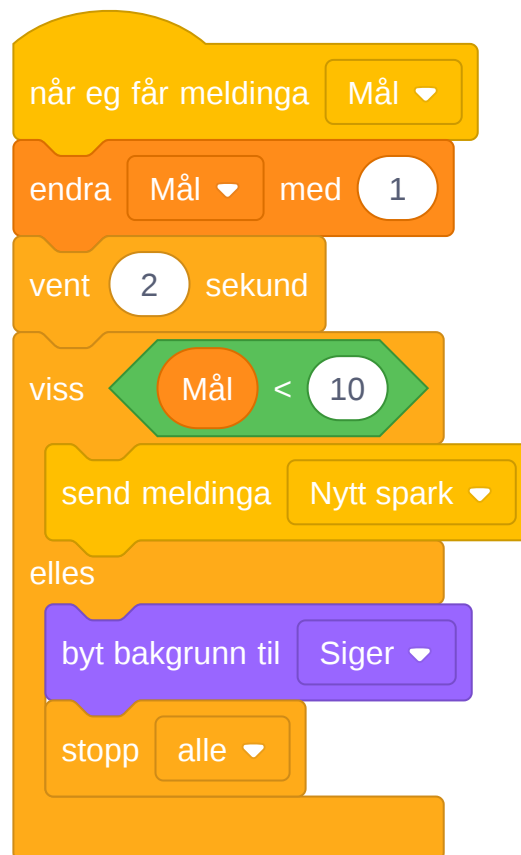 når eg får meldinga Mål
endra Mål med 1
vent 2 sekund
viss Mål < 10
send meldinga Nytt spark
elles
byt bakgrunn til Siger
stopp alle